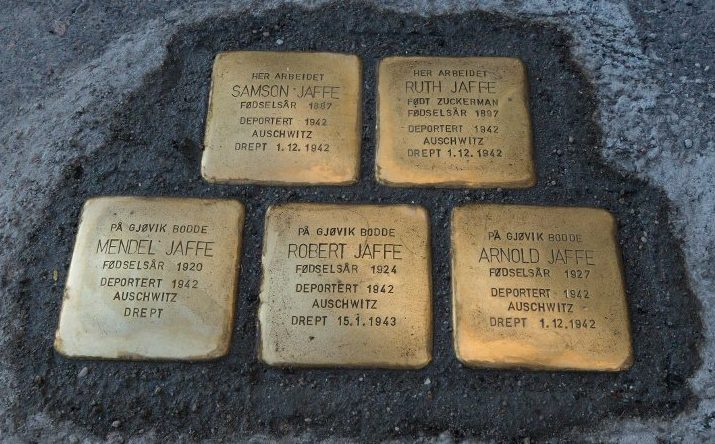 HER ARBEIDET
SAMSON JAFFE
FØDSELSÅR 1887
DEPORTERT 1942
AUSCHWITZ
DREPT 1.12.1942
HER ARBEIDET
RUTH JAFFE
FØDT ZUCKERMAN
FØDSELSÅR 1897
DEPORTERT 1942
AUSCHWITZ
DREPT 1.12.1942
PÅ GJØVIK BODDE
MENDEL JAFFE
FØDSELSÅR 1920
DEPORTERT 1942
AUSCHWITZ
DREPT
PÅ GJØVIK BODDE
ROBERT JAFFE
FØDSELSÅR 1924
DEPORTERT 1942
AUSCHWITZ
DREPT 15.1.1943
PÅ GJØVIK BODDE
ARNOLD JAFFE
FØDSELSÅR 1927
DEPORTERT 1942
AUSCHWITZ
DREPT 1.12.1942